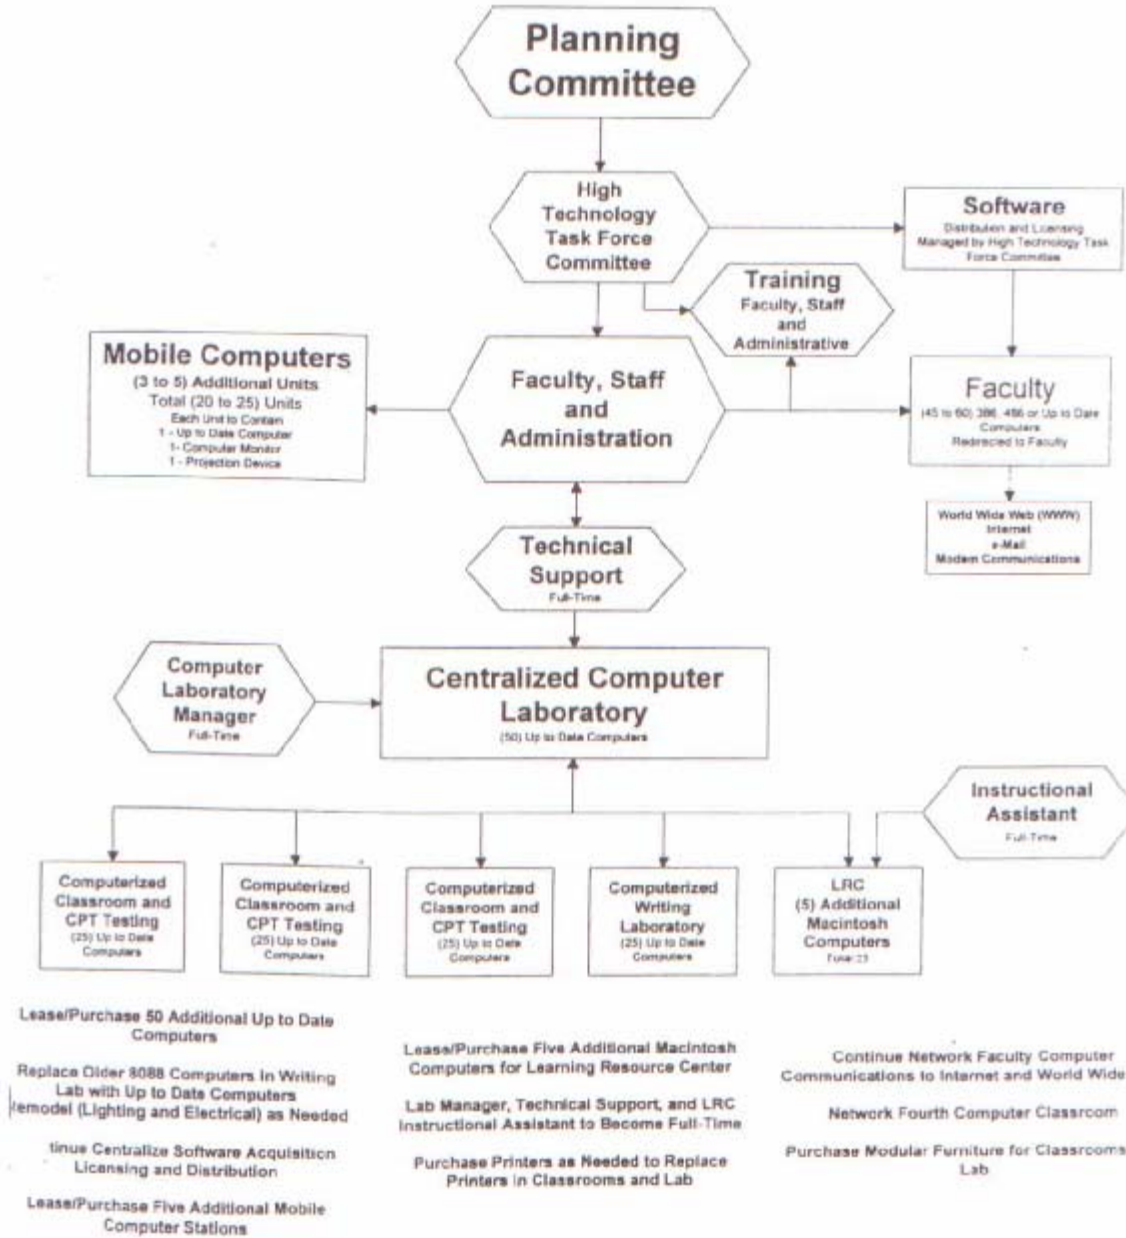 Planning
Committee
High
Technology
Task Force
Committee
Software
Distribution and Licensing
Managed by High Technology Task
Force Committee
Training
Faculty, Staff
and
Administrative
Mobile Computers
(3 to 5) Additional Units
Total (20 to 25) Units
Each Unit to Contain
1 - Up to Date Computer
1- Computer Monitor
1 - Projection Device
Faculty, Staff
and
Administration
Faculty
(45 to 60) 386, 486 or Up to Date
Computers
Redirected to Faculty
World Wide Web (WWW)
Internet
e-Mail
Modem Communications
Technical
Support
Full-Time
Computer
Laboratory
Manager
Full-Time
Centralized Computer
Laboratory
(50) Up to Date Computers
Instructional
Assistant
Full-Time
Computerized
Classroom and
CPT Testing
(25) Up to Date
Computers
Computerized
Classroom and
CPT Testing
(25) Up to Date
Computers
Computerized
Classroom and
CPT Testing
(25) Up to Date
Computers
Computerized
Writing
Laboratory
(25) Up to Date
Computers
LRC
(5) Additional
Macintosh
Computers
Lease/Purchase 50 Additional Up to Date
Computers
Replace Older 8088 Computers in Writing
Lab with Up to Date Computers
emodel (Lighting and Electrical) as Needed
tinue Centralize Software Acquisition
Licensing and Distribution
Lease/Purchase Five Additional Mobile
Computer Stations
Lease/Purchase Five Additional Macintosh
Computers for Learning Resource Center
Lab Manager, Technical Support, and LRC
Instructional Assistant to Become Full-Time
Purchase Printers as Needed to Replace
Printers in Classrooms and Lab
Continue Network Faculty Computer
Communications to Internet and World Wide
Network Fourth Computer Classroom
Purchase Modular Furniture for Classrooms
Lab